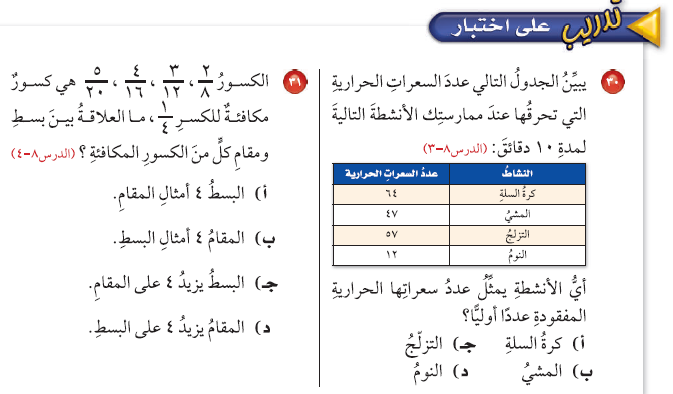 تدريب على اختبار
٣٠ يبيِّنُ الجدولُ التالي عددَ السعراتِ الحراريةِ
التي تحرقُها عندَ ممارستِك الأنشطةَ التاليةَ
لمدةِ ١٠ دقائقَ: (الدرس ٨-٣)
النشاطُ عددُ السعراتِ الحرارية
كرةُ السلةِ ٦٤
المشيُ ٤٧
التزلجُ ٥٧
النومُ ١٢
أيُّ الأنشطةِ يمثِّلُ عددُ سعراتِها الحراريةِ
المفقودةِ عددًا أوليًّا؟
أ) كرةُ السلةِ جـ) التزلّجُ
ب) المشيُ د) النومُ
٣١ الكسورُ ٢/٨ ، ٣/١٢ ، ٤/١٦ ، ٥/٢٠ هي كسورٌ
مكافئةٌ للكسرِ ١/٤ ، ما العلاقةُ بينَ بسطِ
ومقامِ كلٍّ منَ الكسورِ المكافئةِ ؟ (الدرس ٨-٤)
أ) البسطُ ٤ أمثالِ المقامِ.
ب) المقامُ ٤ أمثالِ البسطِ.
جـ) البسطُ يزيدُ ٤ على المقامِ.
د) المقامُ يزيدُ ٤ على البسطِ.